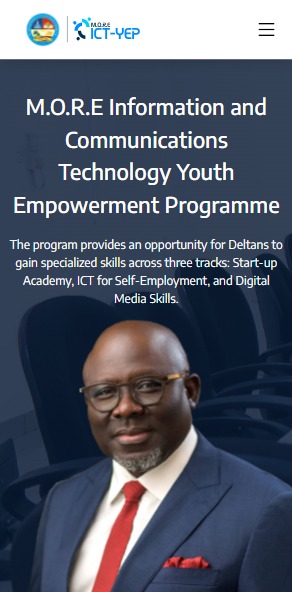 M.O.R.E
ICT-YEP
M.O.R.E Information and
Communications
Technology Youth
Empowerment Programme
The program provides an opportunity for Deltans to
gain specialized skills across three tracks: Start-up
Academy, ICT for Self-Employment, and Digital
Media Skills.